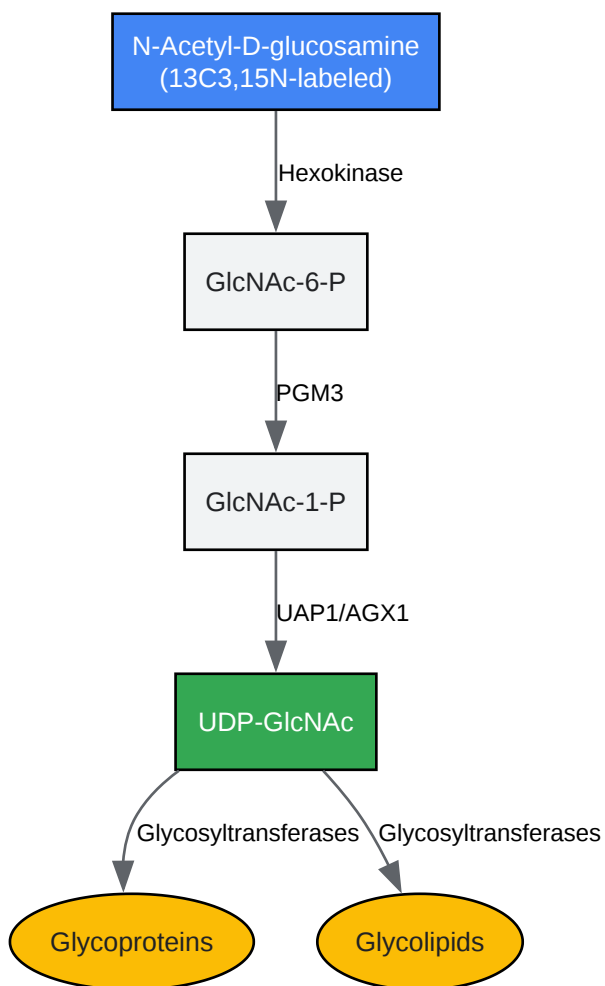 N-Acetyl-D-glucosamine
(13C3,15N-labeled)
Hexokinase
GlcNAc-6-P
PGM3
GlcNAc-1-P
UAP1/AGX1
UDP-GlcNAc
Glycosyltransferases
Glycosyltransferases
Glycoproteins
Glycolipids